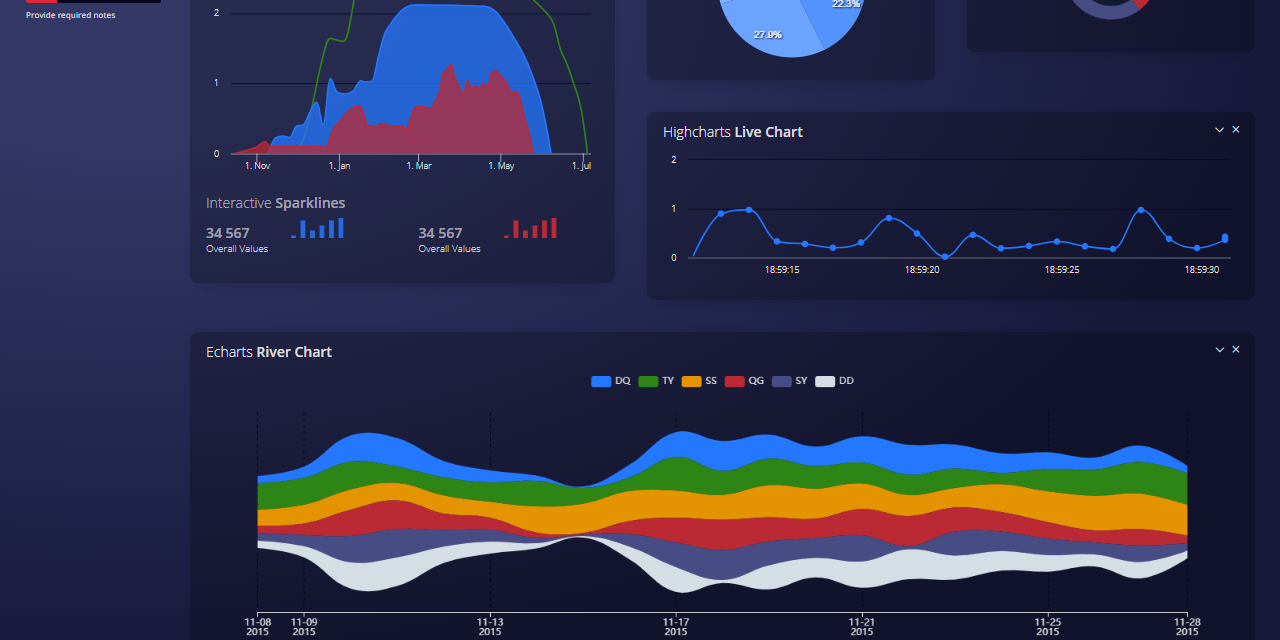 Provide required notes
2
1
0
1. Nov
1. Jan
1. Mar
1. May
1. Jul
Interactive Sparklines
34 567
Overall Values
34 567
Overall Values
22.3%
27.9%
Highcharts Live Chart
2
1
0
18:59:15
18:59:20
18:59:25
18:59:30
Echarts River Chart
DQ
TY
SS
QG
SY
DD
11-08
2015
11-09
2015
11-13
2015
11-17
2015
11-21
2015
11-25
2015
11-28
2015